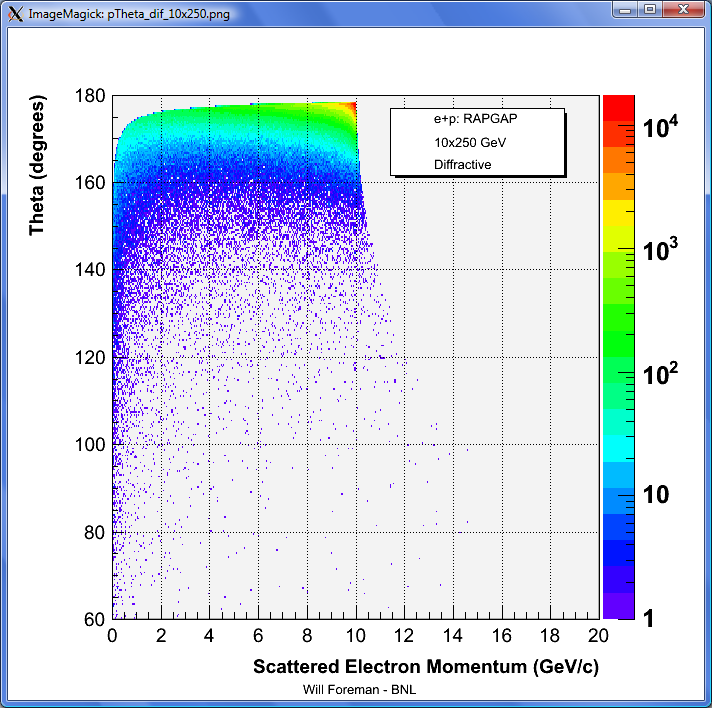 ImageMagick: pTheta_dif_10x250.png
Theta (degrees)
180
160
140
120
100
80
60
0 2 4 6 8 10 12 14 16 18 20
e+p: RAPGAP
10x250 GeV
Diffractive
10⁴
10³
10²
10
1
Scattered Electron Momentum (GeV/c)
Will Foreman - BNL